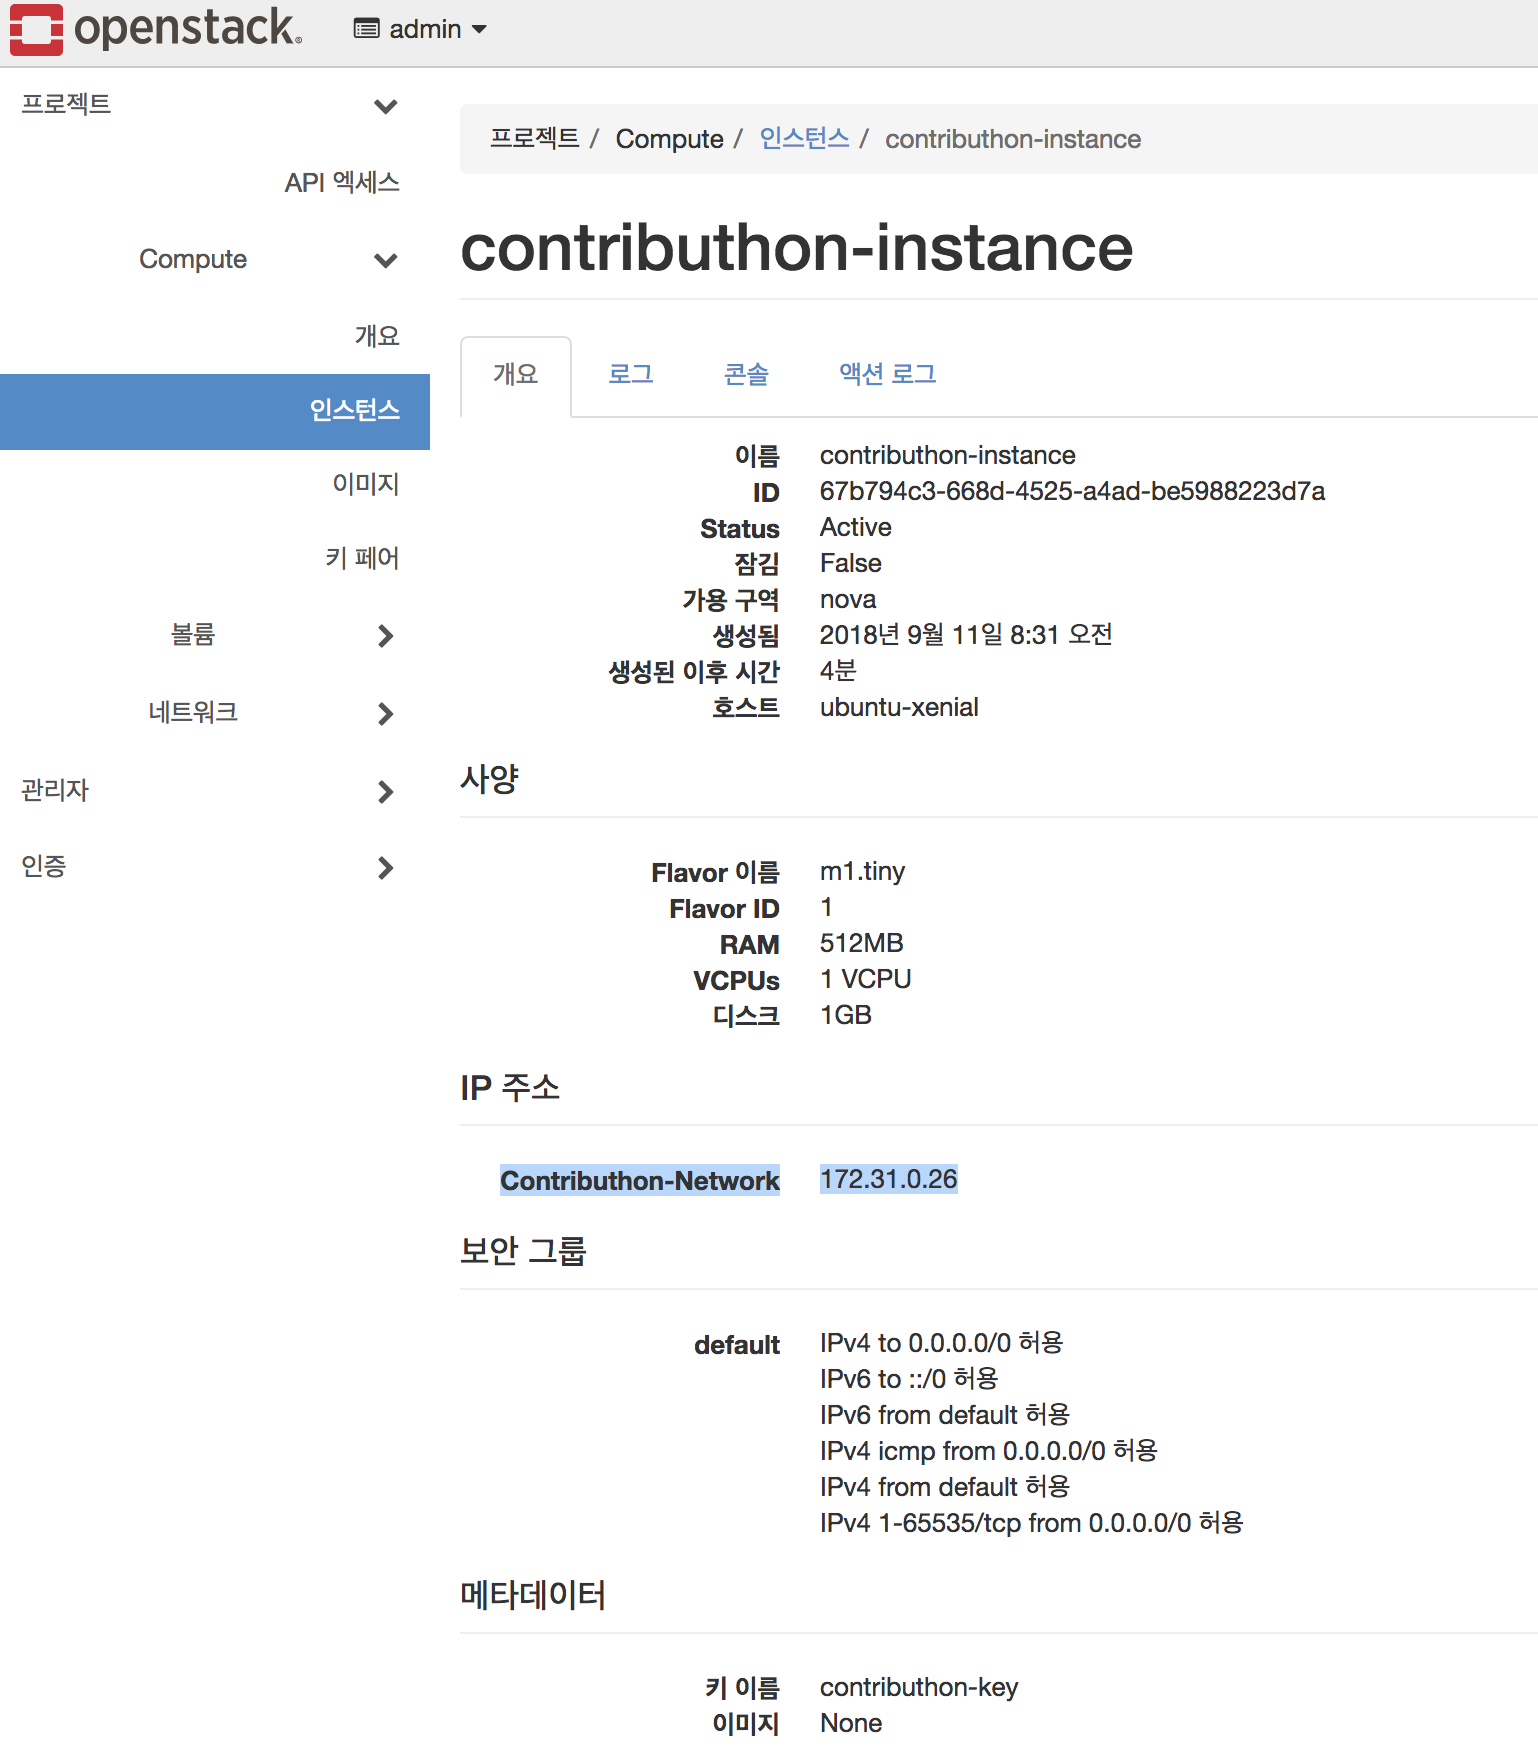 openstack. admin
프로젝트
API 엑세스
Compute
개요
인스턴스
이미지
키 페어
볼륨
네트워크
관리자
인증
프로젝트 / Compute / 인스턴스 / contributhon-instance
contributhon-instance
개요 로그 콘솔 액션 로그
이름 contributhon-instance
ID 67b794c3-668d-4525-a4ad-be5988223d7a
Status Active
잠김 False
가용 구역 nova
생성됨 2018년 9월 11일 8:31 오전
생성된 이후 시간 4분
호스트 ubuntu-xenial
사양
Flavor 이름 m1.tiny
Flavor ID 1
RAM 512MB
VCPUs 1 VCPU
디스크 1GB
IP 주소
Contributhon-Network 172.31.0.26
보안 그룹
default IPv4 to 0.0.0.0/0 허용
IPv6 to ::/0 허용
IPv6 from default 허용
IPv4 icmp from 0.0.0.0/0 허용
IPv4 from default 허용
IPv4 1-65535/tcp from 0.0.0.0/0 허용
메타데이터
키 이름 contributhon-key
이미지 None